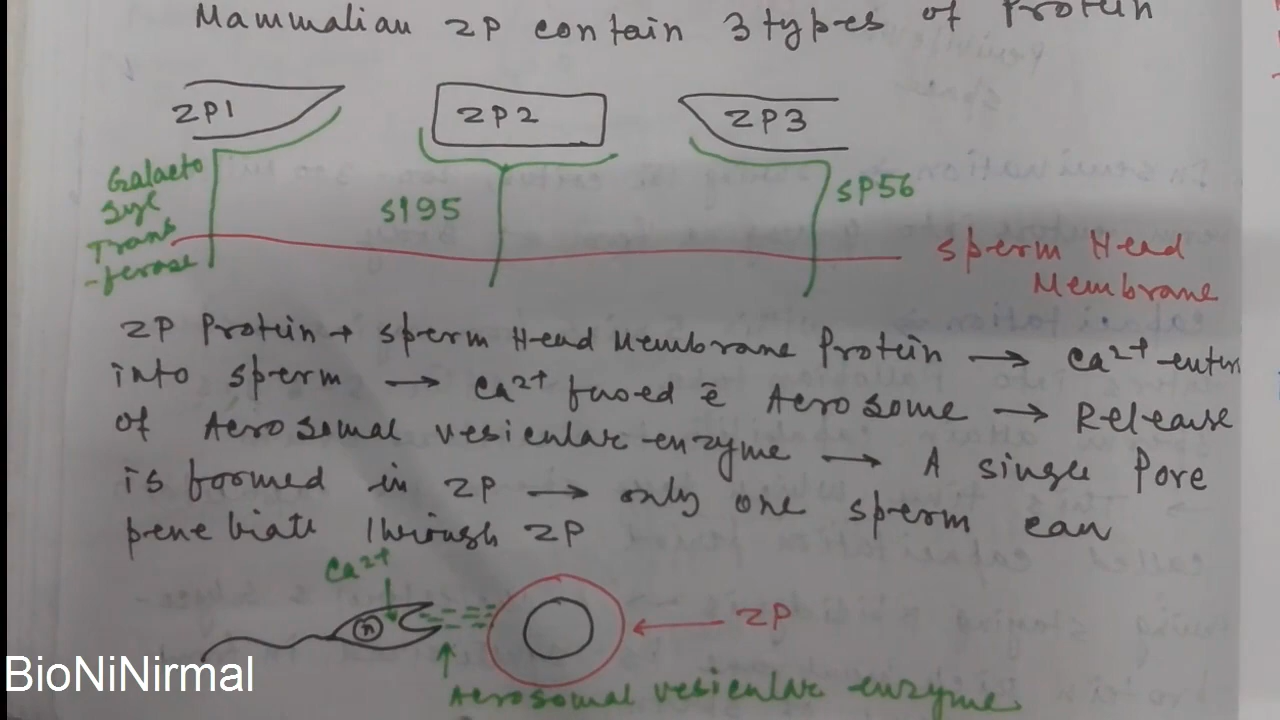 Mammalian ZP contain 3 types of Protein
ZP1
ZP2
ZP3
Galacto
Syl
Trans
-ferase
S195
SP56
Sperm Head
Membrane
ZP Protein + Sperm Head Membrane Protein → Ca²⁺ enters
into sperm → Ca²⁺ fused c̄ Acrosome → Release
of Acrosomal vesicular enzyme → A single Pore
is formed in ZP → only one sperm can
penetrate through ZP
Ca²⁺
n
ZP
Acrosomal vesicular enzyme
BioNiNirmal